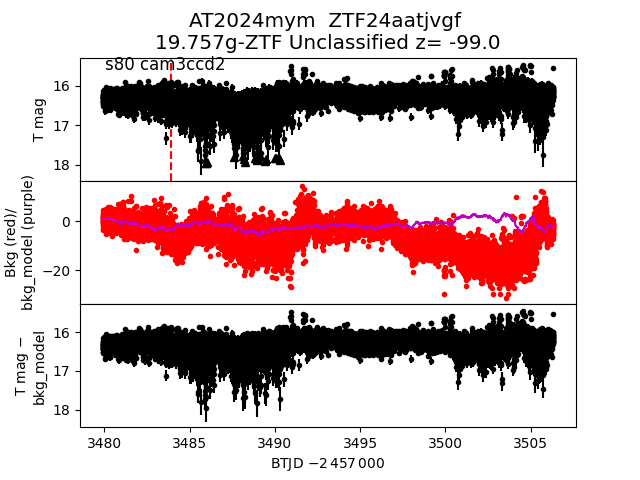 AT2024mym  ZTF24aatjvgf
19.757g-ZTF Unclassified z= -99.0
s80 cam3ccd2
T mag
16
17
18
Bkg (red)/
bkg_model (purple)
0
−20
T mag −
bkg_model
16
17
18
3480
3485
3490
3495
3500
3505
BTJD −2 457 000